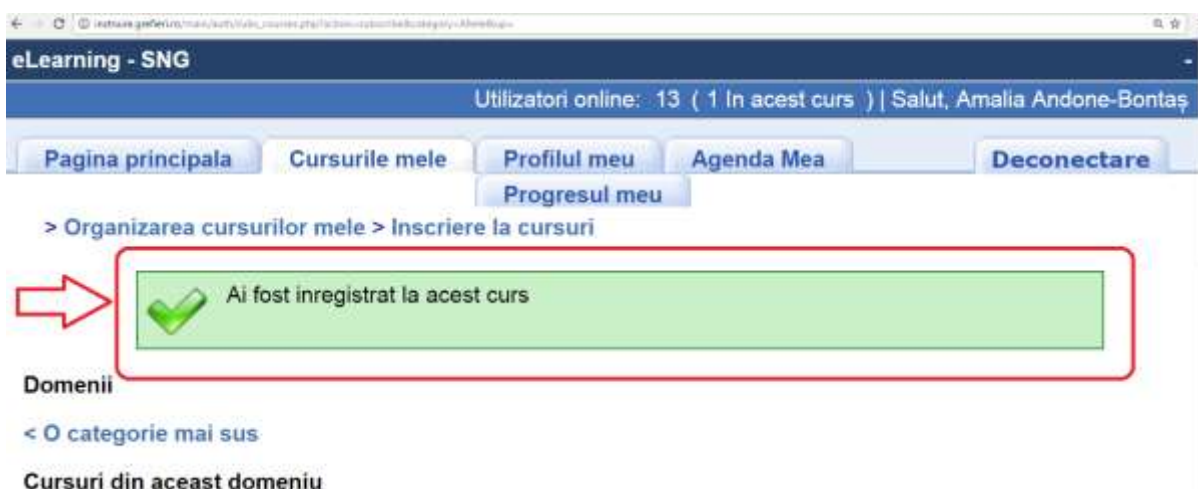 eLearning - SNG
Utilizatori online: 13 ( 1 In acest curs ) | Salut, Amalia Andone-Bontaș
Pagina principala Cursurile mele Profilul meu Agenda Mea Deconectare
Progresul meu
> Organizarea cursurilor mele > Inscriere la cursuri
Ai fost inregistrat la acest curs
Domenii
< O categorie mai sus
Cursuri din aceast domeniu